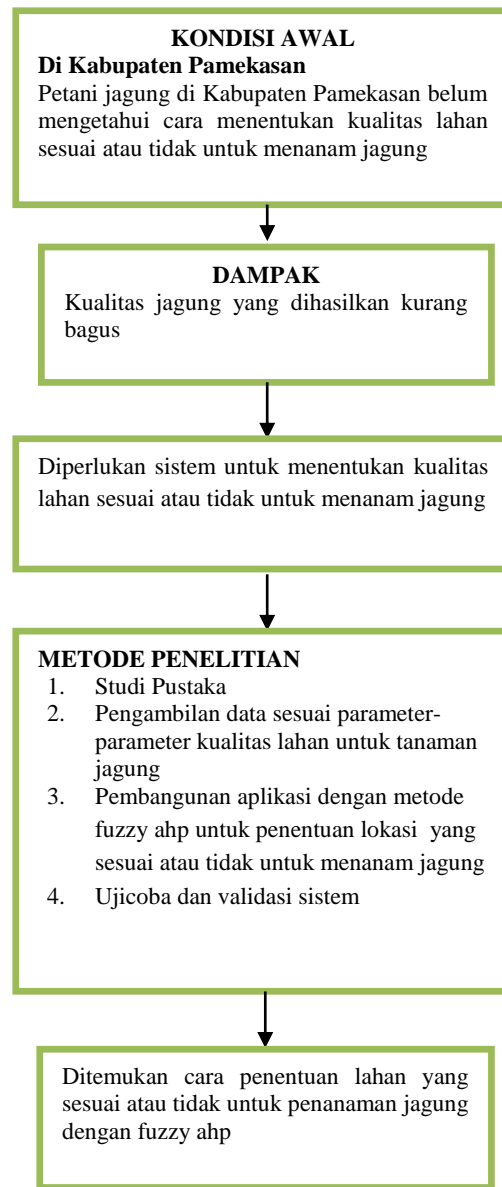 KONDISI AWAL
Di Kabupaten Pamekasan
Petani jagung di Kabupaten Pamekasan belum
mengetahui cara menentukan kualitas lahan
sesuai atau tidak untuk menanam jagung
DAMPAK
Kualitas jagung yang dihasilkan kurang
bagus
Diperlukan sistem untuk menentukan kualitas
lahan sesuai atau tidak untuk menanam jagung
METODE PENELITIAN
1. Studi Pustaka
2. Pengambilan data sesuai parameter-
parameter kualitas lahan untuk tanaman
jagung
3. Pembangunan aplikasi dengan metode
fuzzy ahp untuk penentuan lokasi yang
sesuai atau tidak untuk menanam jagung
4. Ujicoba dan validasi sistem
Ditemukan cara penentuan lahan yang
sesuai atau tidak untuk penanaman jagung
dengan fuzzy ahp